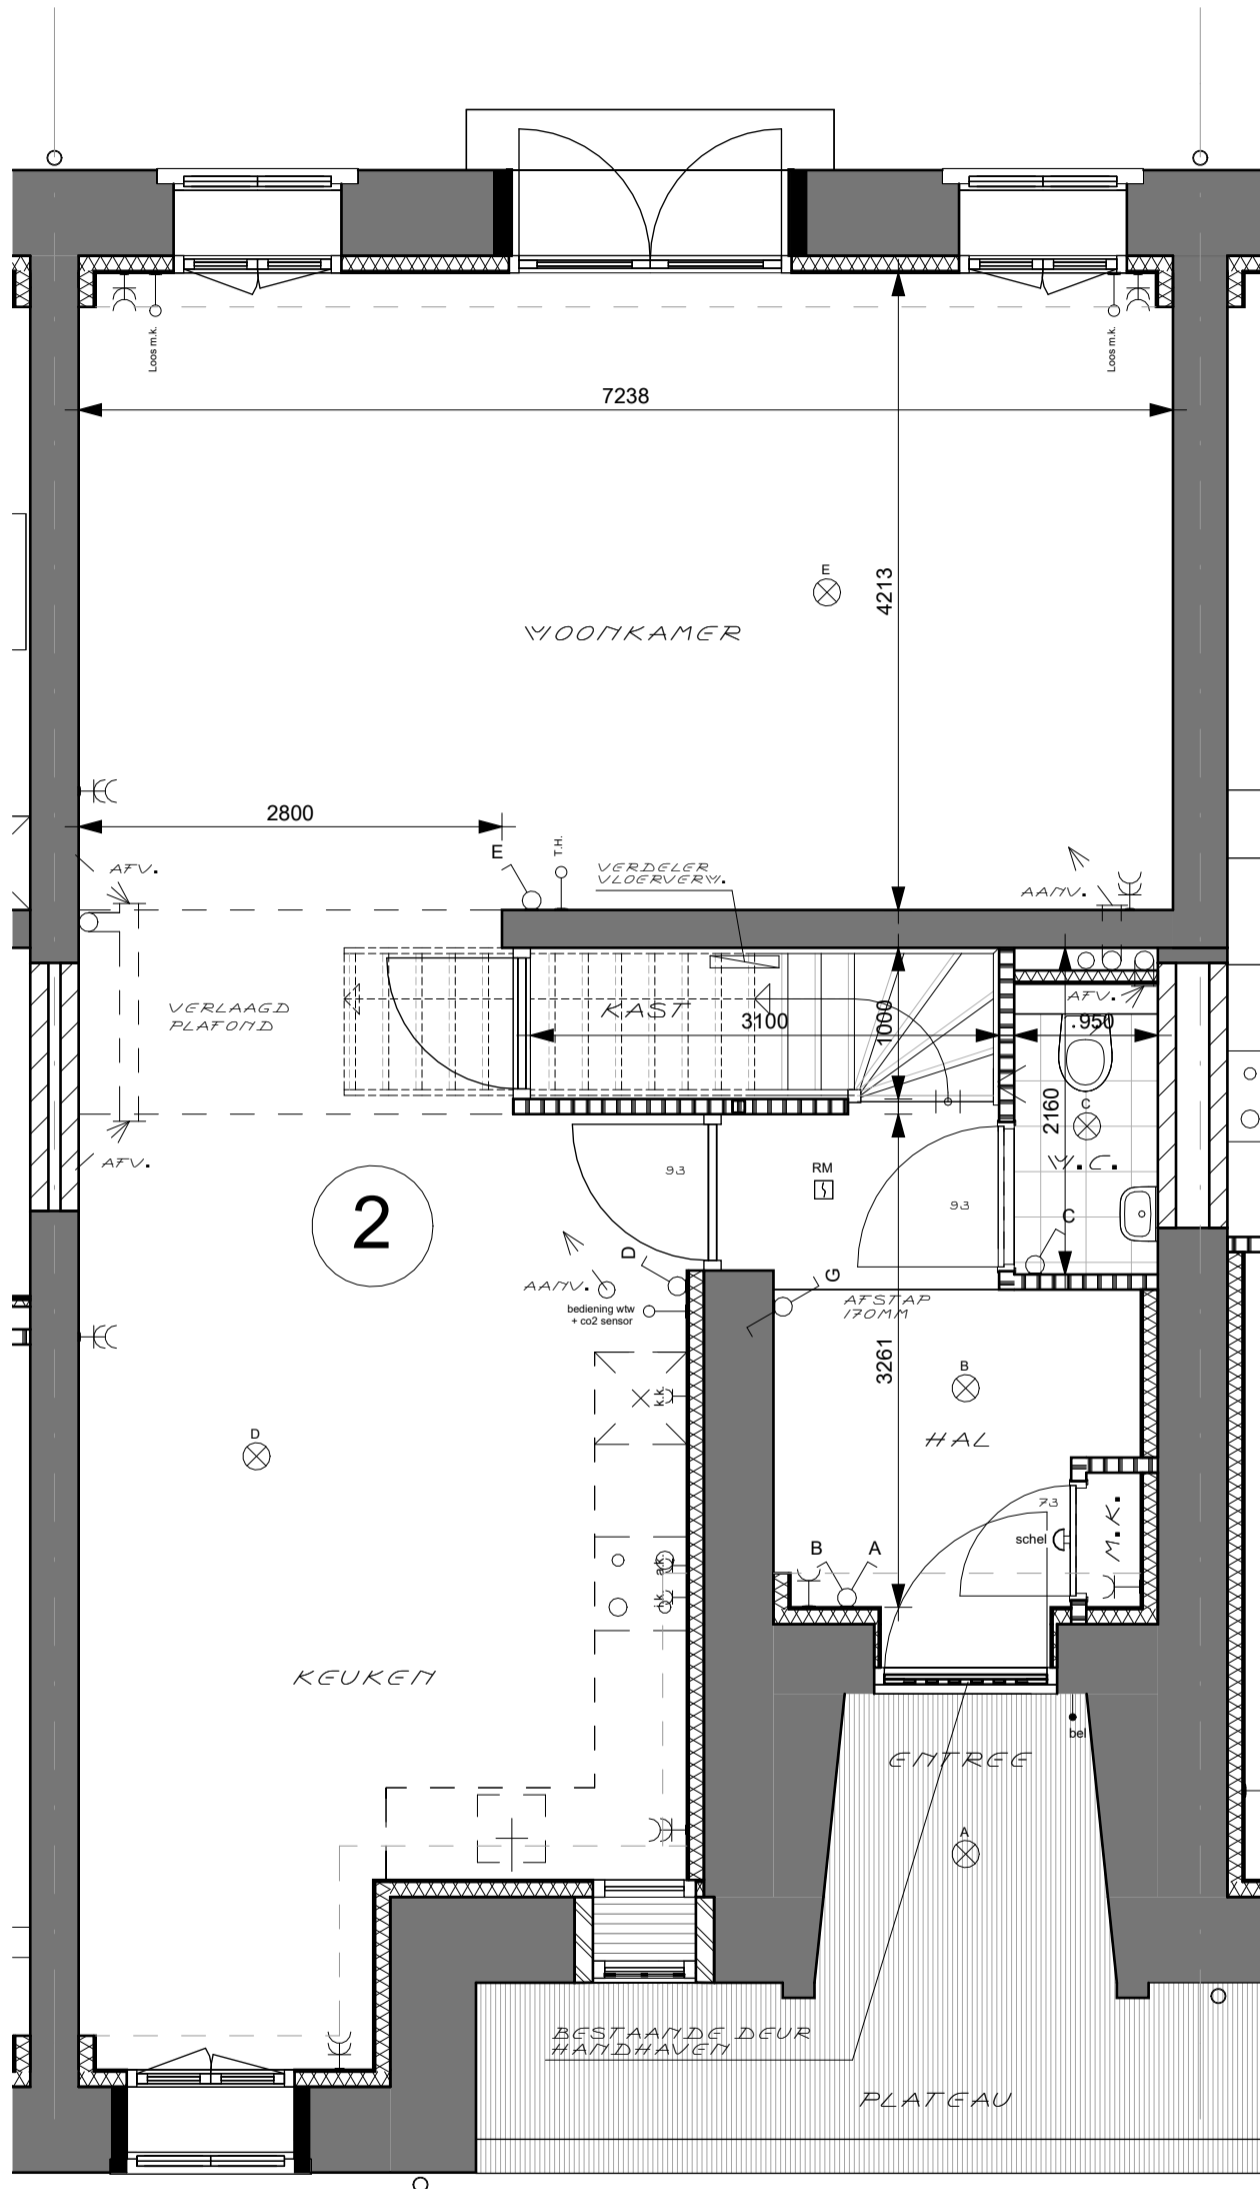 Loos m.k.
Loos m.k.
7238
4213
E
WOONKAMER
2800
E
T.H.
VERDELER
VLOERVERW.
AFV.
AANV.
VERLAAGD
PLAFOND
KAST
3100
1000
AFV.
950
2160
C
W.C.
AFV.
93
RM
93
C
2
D
AANV.
bediening wtw
+ co2 sensor
G
AFSTAP
170MM
3261
k.k.
B
HAL
D
73
M.K.
schel
B
A
a.k.
KEUKEN
bel
ENTREE
A
BESTAANDE DEUR
HANDHAVEN
PLATEAU